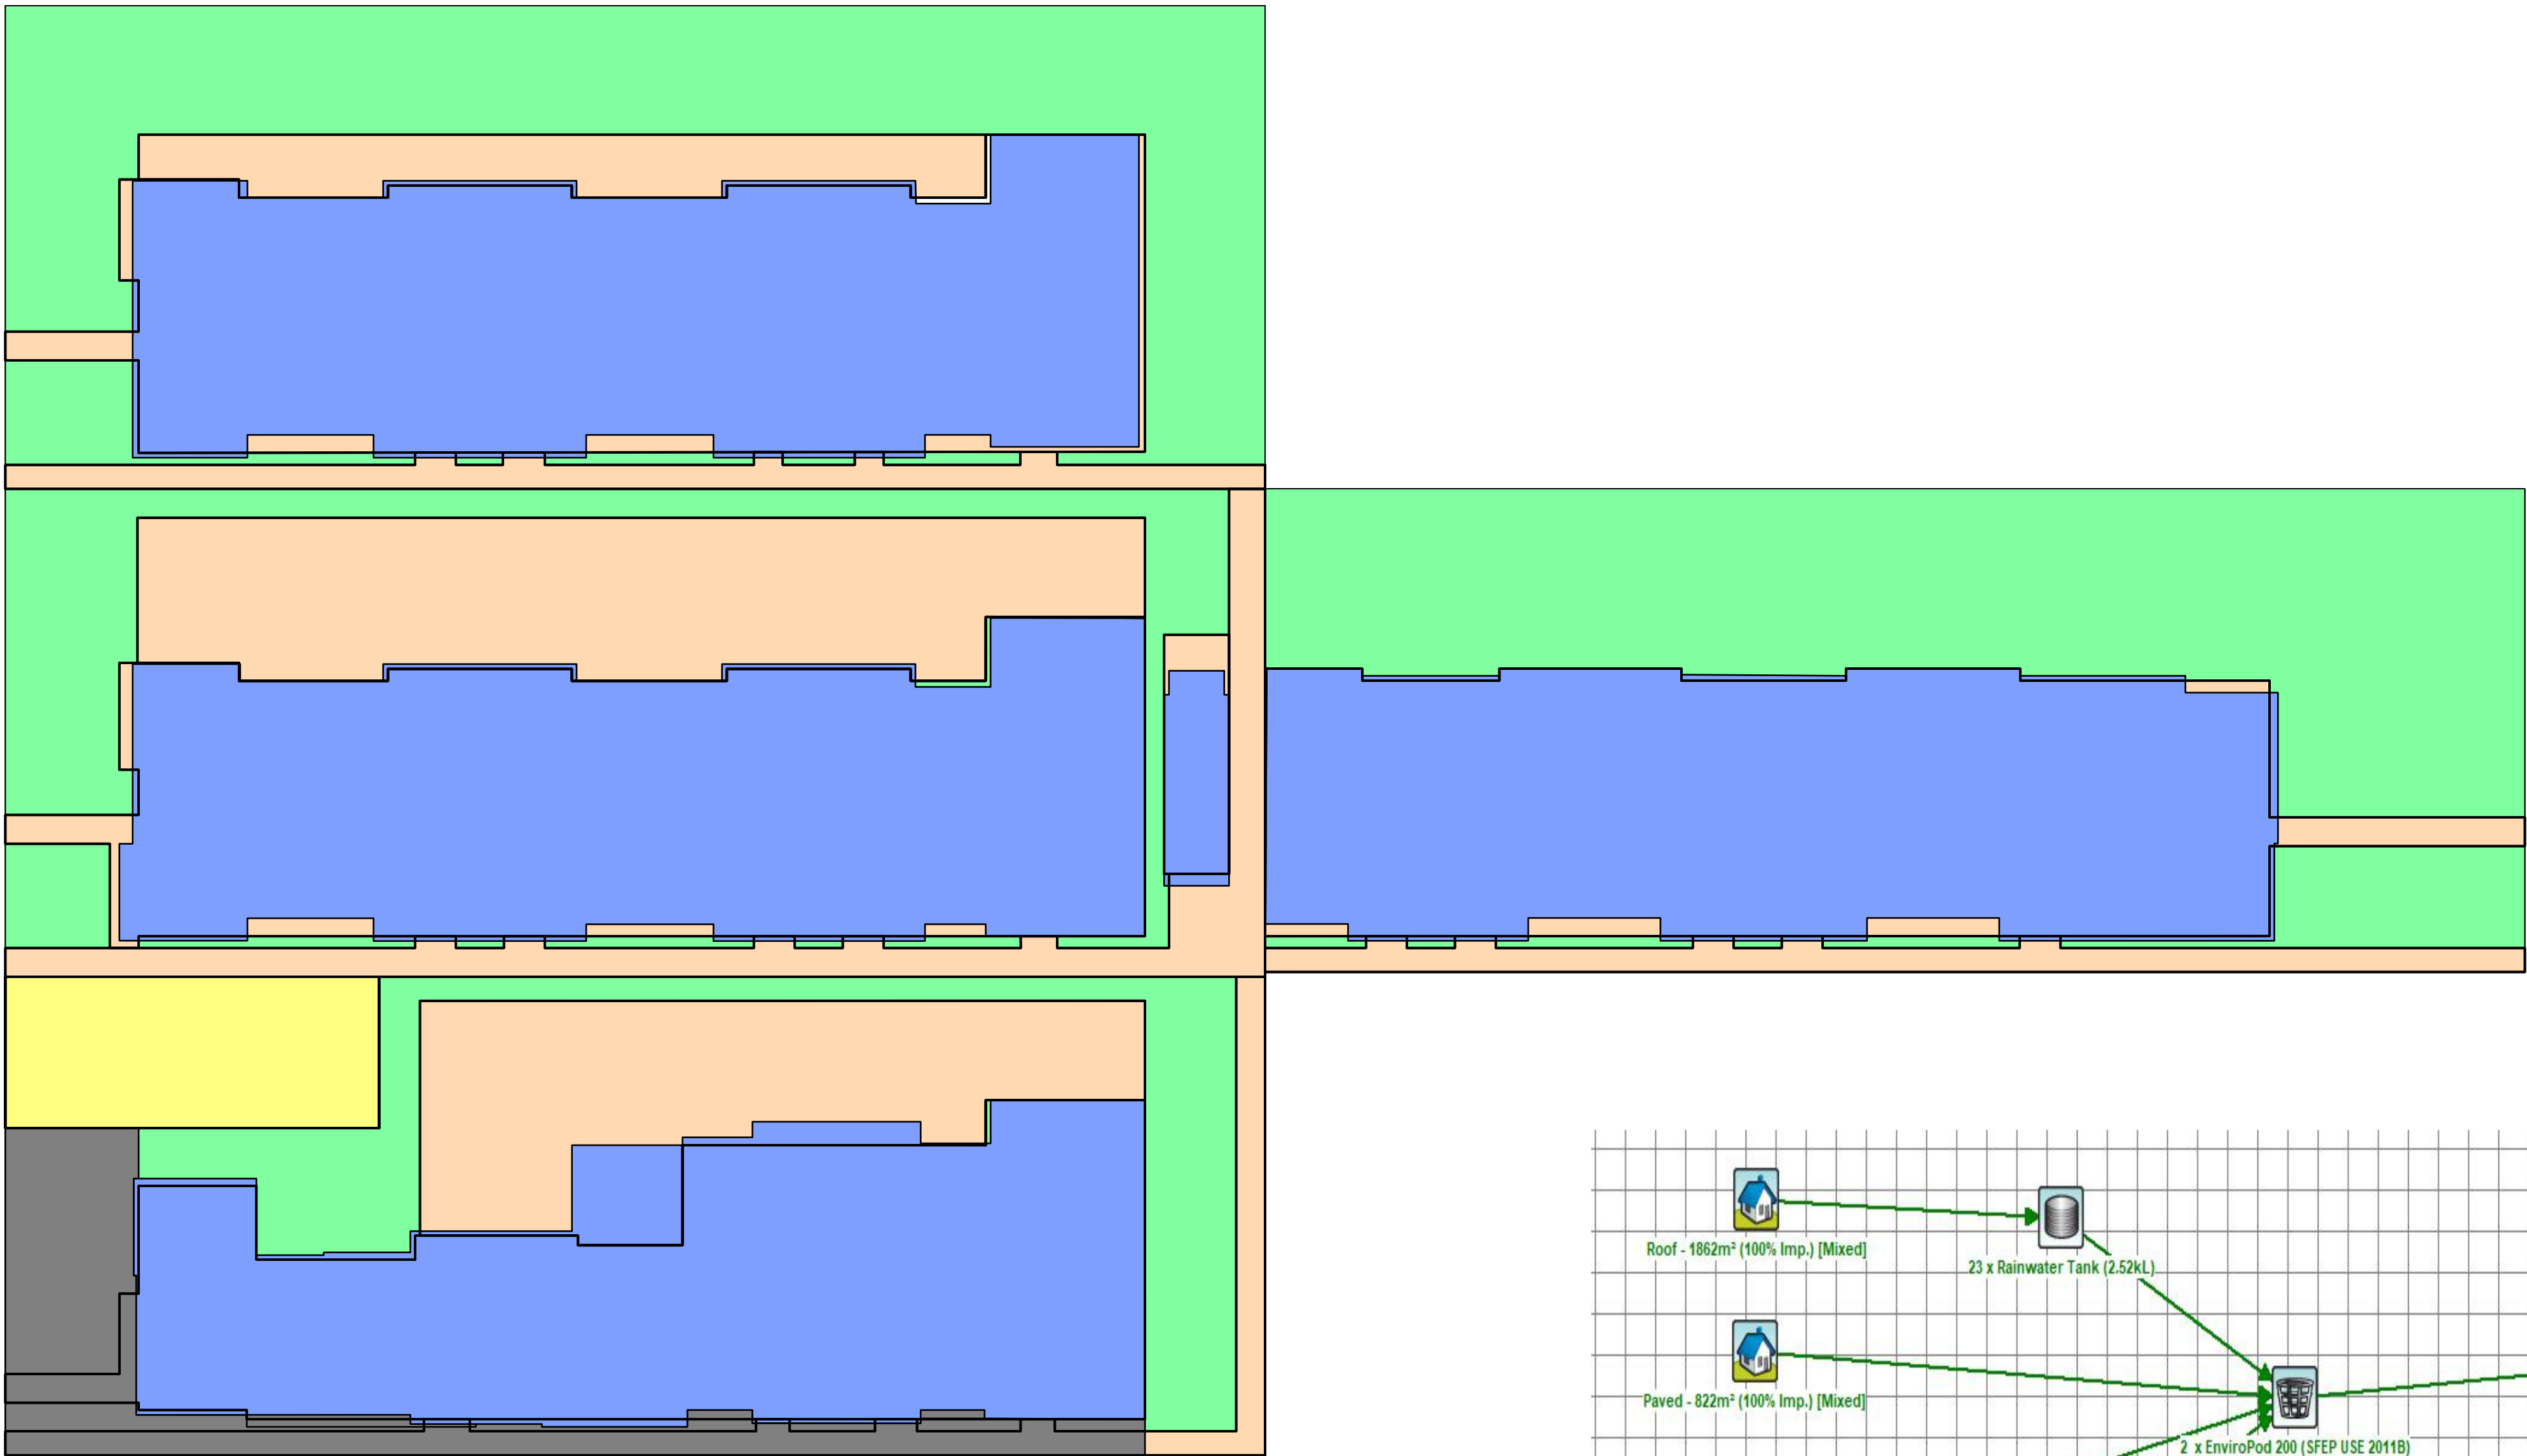 Roof - 1862m² (100% Imp.) [Mixed]
23 x Rainwater Tank (2.52kL)
Paved - 822m² (100% Imp.) [Mixed]
2 x EnviroPod 200 (SFEP USE 2011B)